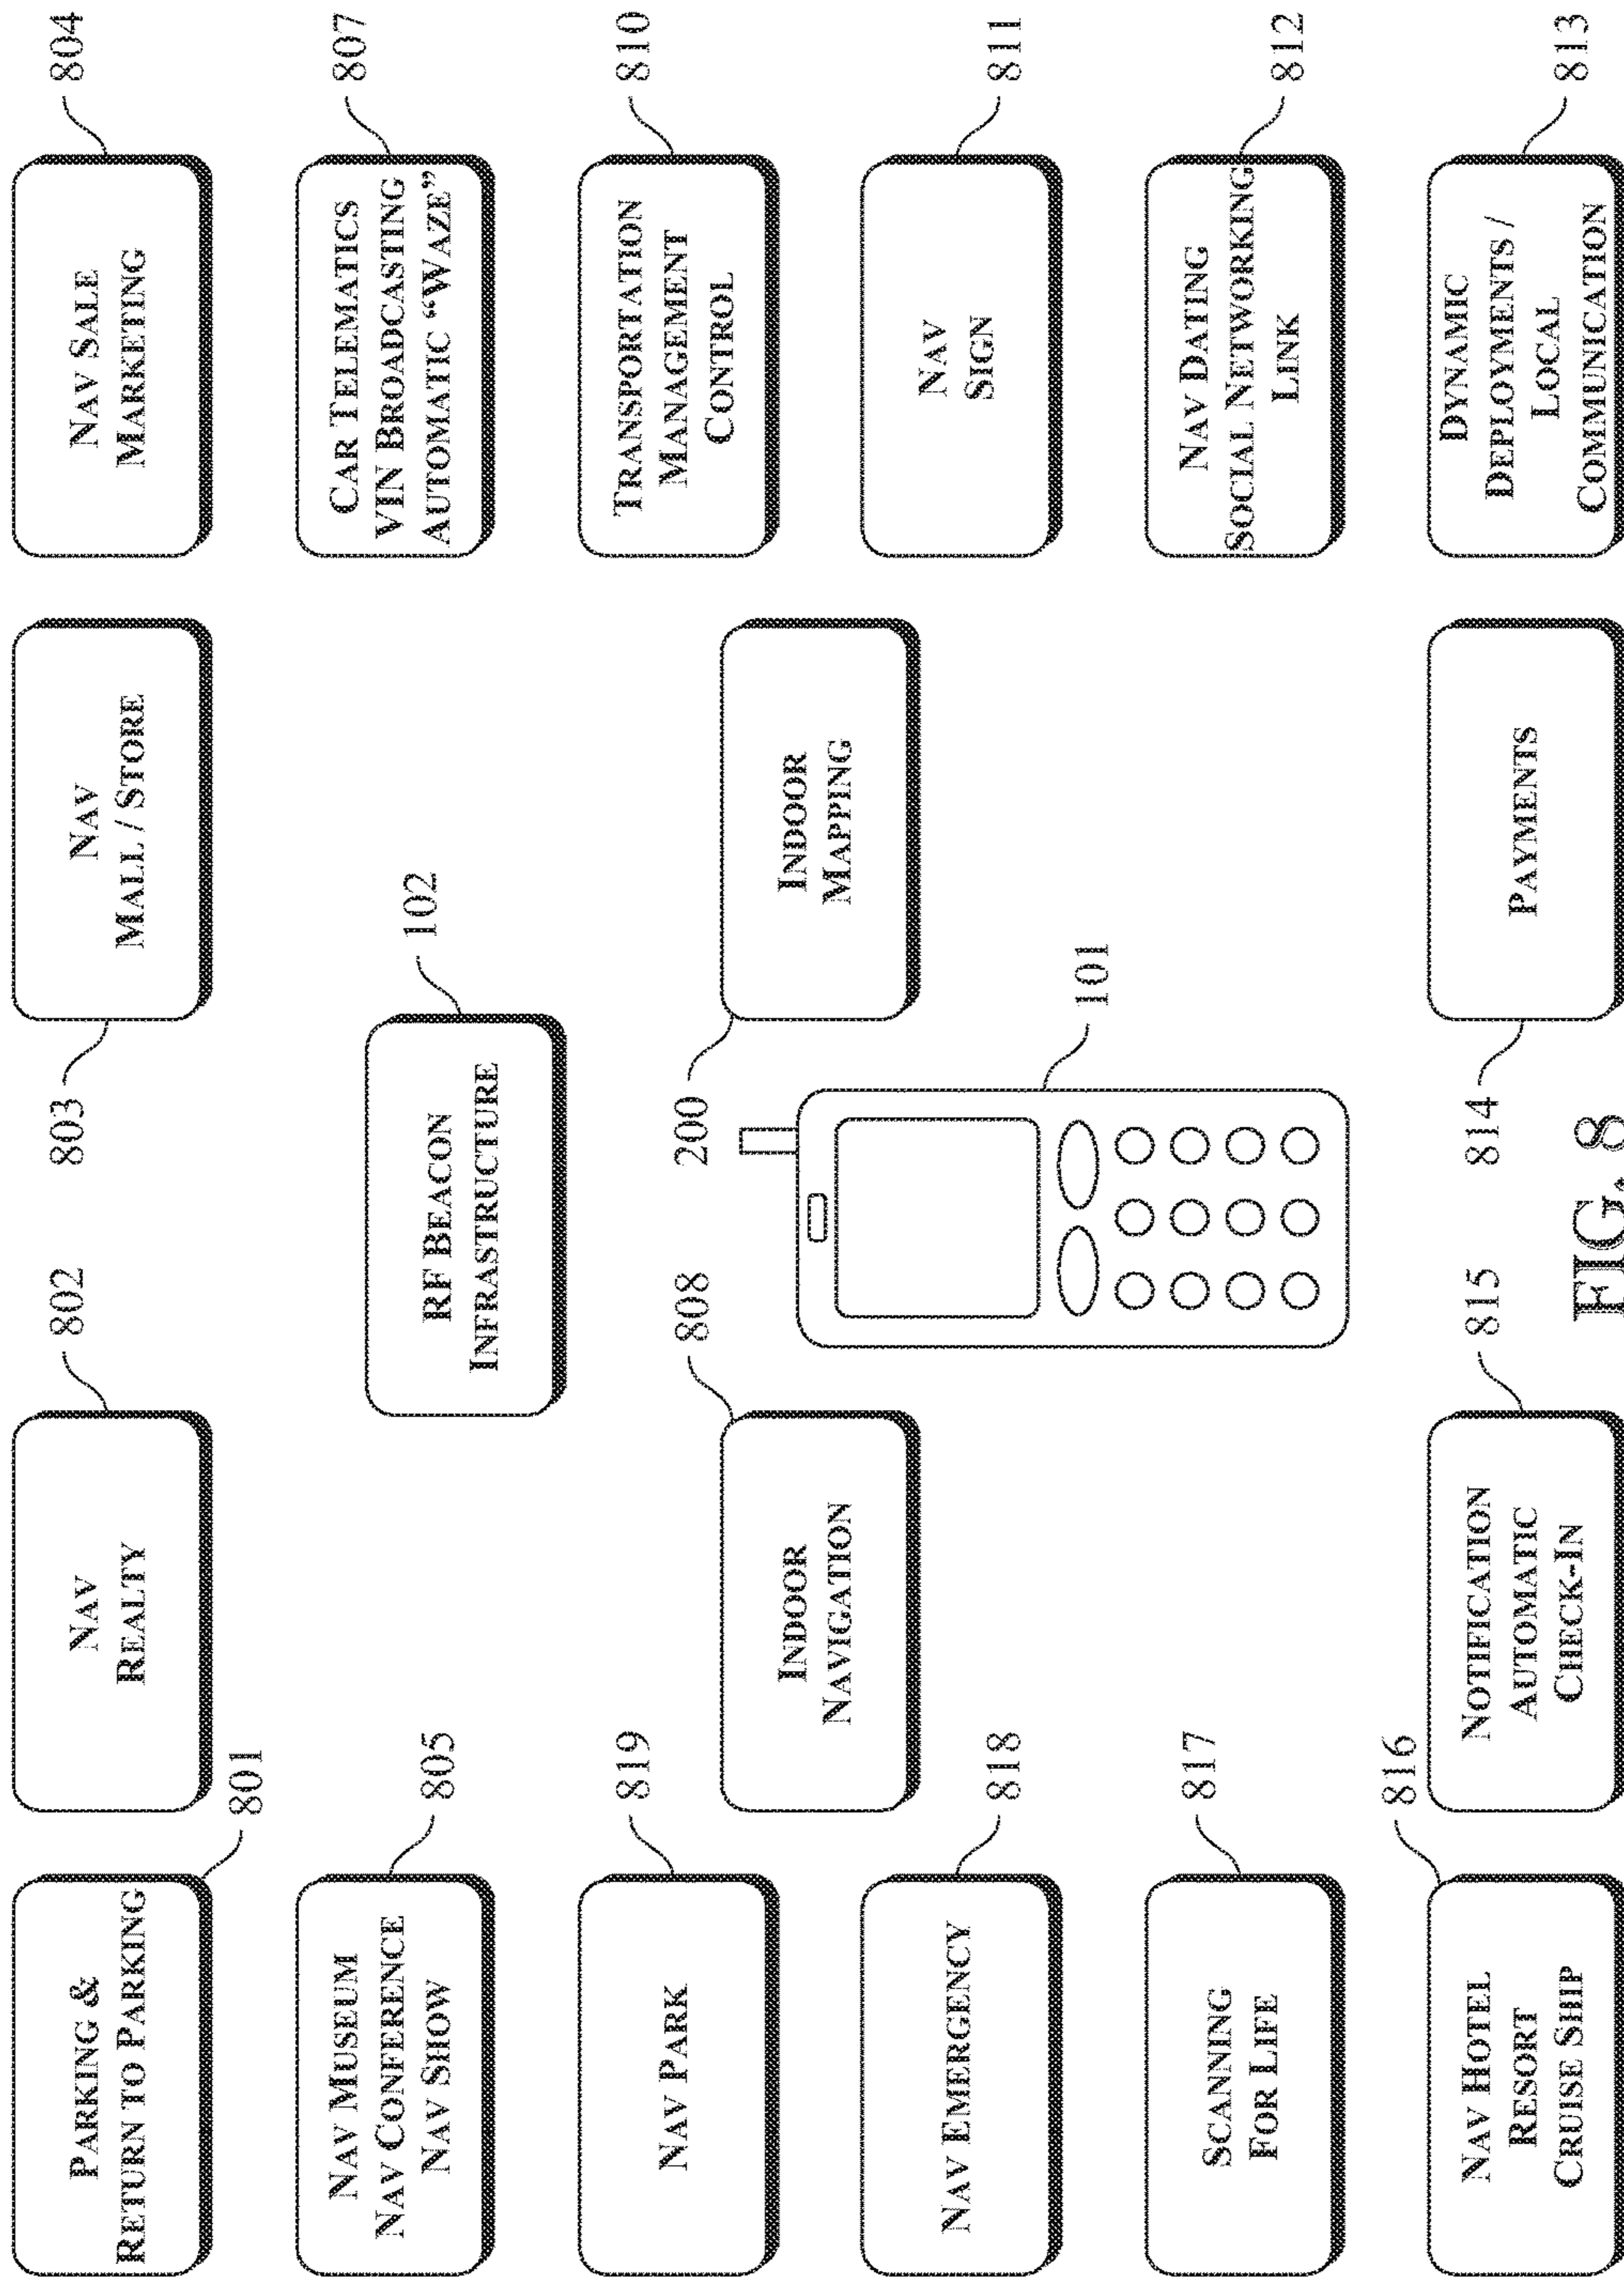 PARKING &
RETURN TO PARKING
801
NAV
REALTY
802
NAV
MALL / STORE
803
NAV SALE
MARKETING
804
NAV MUSEUM
NAV CONFERENCE
NAV SHOW
805
RF BEACON
INFRASTRUCTURE
102
CAR TELEMATICS
VIN BROADCASTING
AUTOMATIC “WAZE”
807
NAV PARK
819
INDOOR
NAVIGATION
808
INDOOR
MAPPING
200
TRANSPORTATION
MANAGEMENT
CONTROL
810
NAV EMERGENCY
818
101
NAV
SIGN
811
SCANNING
FOR LIFE
817
NAV DATING
SOCIAL NETWORKING
LINK
812
NAV HOTEL
RESORT
CRUISE SHIP
816
NOTIFICATION
AUTOMATIC
CHECK-IN
815
PAYMENTS
814
DYNAMIC
DEPLOYMENTS /
LOCAL
COMMUNICATION
813
FIG. 8